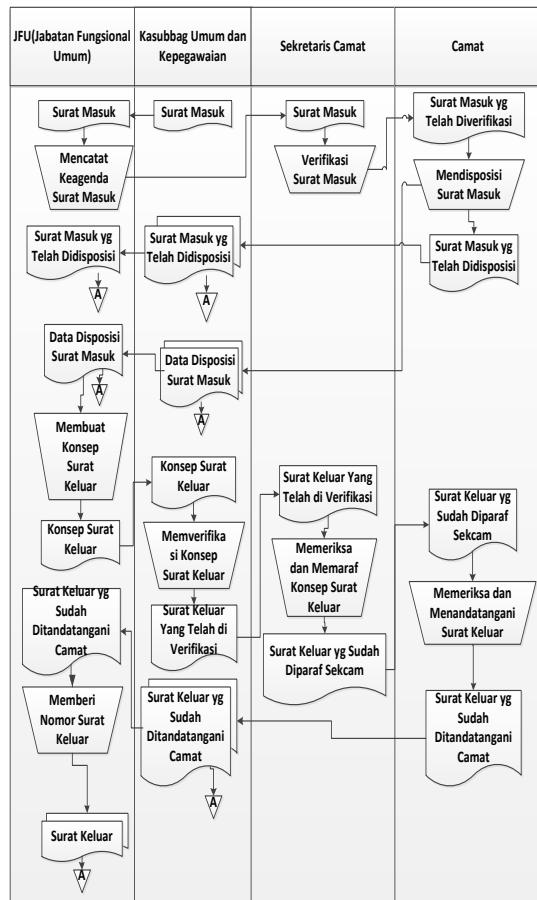 JFU(Jabatan Fungsional
Umum)
Kasubbag Umum dan
Kepegawaian
Sekretaris Camat
Camat
Surat Masuk
Surat Masuk
Surat Masuk
Surat Masuk yg
Telah Diverifikasi
Mencatat
Keagenda
Surat Masuk
Verifikasi
Surat Masuk
Mendisposisi
Surat Masuk
Surat Masuk yg
Telah Didisposisi
A
Surat Masuk yg
Telah Didisposisi
A
Surat Masuk yg
Telah Didisposisi
Data Disposisi
Surat Masuk
A
Data Disposisi
Surat Masuk
A
Membuat
Konsep
Surat
Keluar
Konsep Surat
Keluar
Konsep Surat
Keluar
Memverifika
si Konsep
Surat Keluar
Surat Keluar
Yang Telah di
Verifikasi
Surat Keluar Yang
Telah di Verifikasi
Memeriksa
dan Memaraf
Konsep Surat
Keluar
Surat Keluar yg Sudah
Diparaf Sekcam
Surat Keluar yg
Sudah Diparaf
Sekcam
Memeriksa dan
Menandatangani
Surat Keluar
Surat Keluar yg
Sudah
Ditandatangani
Camat
Surat Keluar yg
Sudah
Ditandatangani
Camat
A
Surat Keluar yg
Sudah
Ditandatangani
Camat
Memberi
Nomor Surat
Keluar
Surat Keluar
A